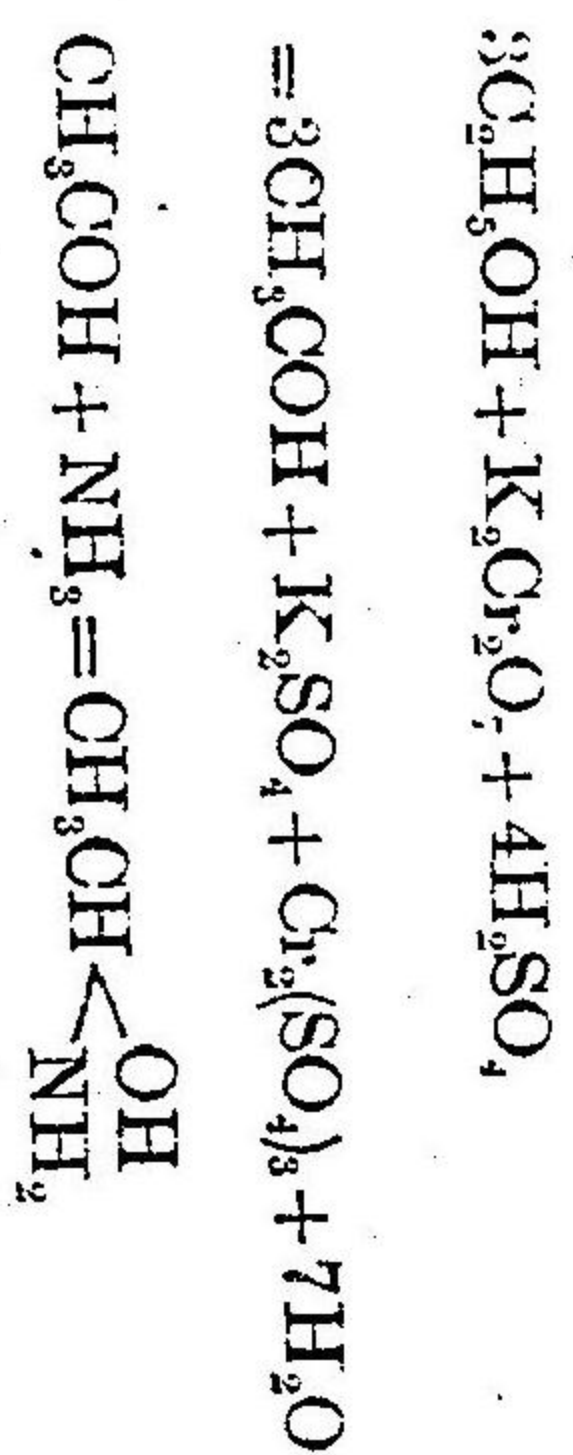 3C₂H₅OH + K₂Cr₂O₇ + 4H₂SO₄
= 3CH₃COH + K₂SO₄ + Cr₂(SO₄)₃ + 7H₂O
CH₃COH + NH₃ = CH₃CH < OH
NH₂